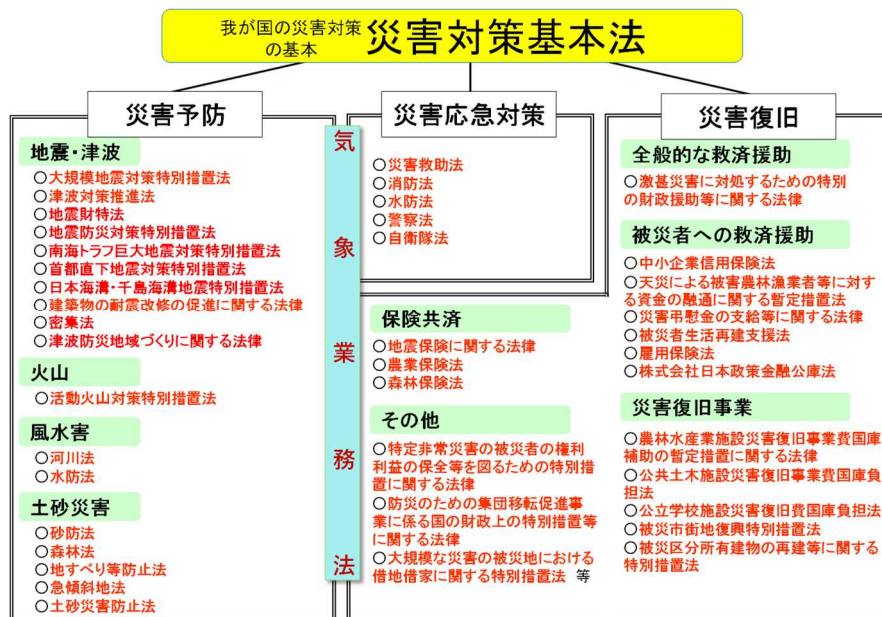 我が国の災害対策
の基本
災害対策基本法
災害予防
地震・津波
○大規模地震対策特別措置法
○津波対策推進法
○地震財特法
○地震防災対策特別措置法
○南海トラフ巨大地震対策特別措置法
○首都直下地震対策特別措置法
○日本海溝・千島海溝地震特別措置法
○建築物の耐震改修の促進に関する法律
○密集法
○津波防災地域づくりに関する法律
火山
○活動火山対策特別措置法
風水害
○河川法
○水防法
土砂災害
○砂防法
○森林法
○地すべり等防止法
○急傾斜地法
○土砂災害防止法
気象業務法
災害応急対策
○災害救助法
○消防法
○水防法
○警察法
○自衛隊法
保険共済
○地震保険に関する法律
○農業保険法
○森林保険法
その他
○特定非常災害の被災者の権利
利益の保全等を図るための特別措
置に関する法律
○防災のための集団移転促進事
業に係る国の財政上の特別措置等
に関する法律
○大規模な災害の被災地における
借地借家に関する特別措置法 等
災害復旧
全般的な救済援助
○激甚災害に対処するための特別
の財政援助等に関する法律
被災者への救済援助
○中小企業信用保険法
○天災による被害農林漁業者等に対す
る資金の融通に関する暫定措置法
○災害弔慰金の支給等に関する法律
○被災者生活再建支援法
○雇用保険法
○株式会社日本政策金融公庫法
災害復旧事業
○農林水産業施設災害復旧事業費国庫
補助の暫定措置に関する法律
○公共土木施設災害復旧事業費国庫負
担法
○公立学校施設災害復旧費国庫負担法
○被災市街地復興特別措置法
○被災区分所有建物の再建等に関する
特別措置法